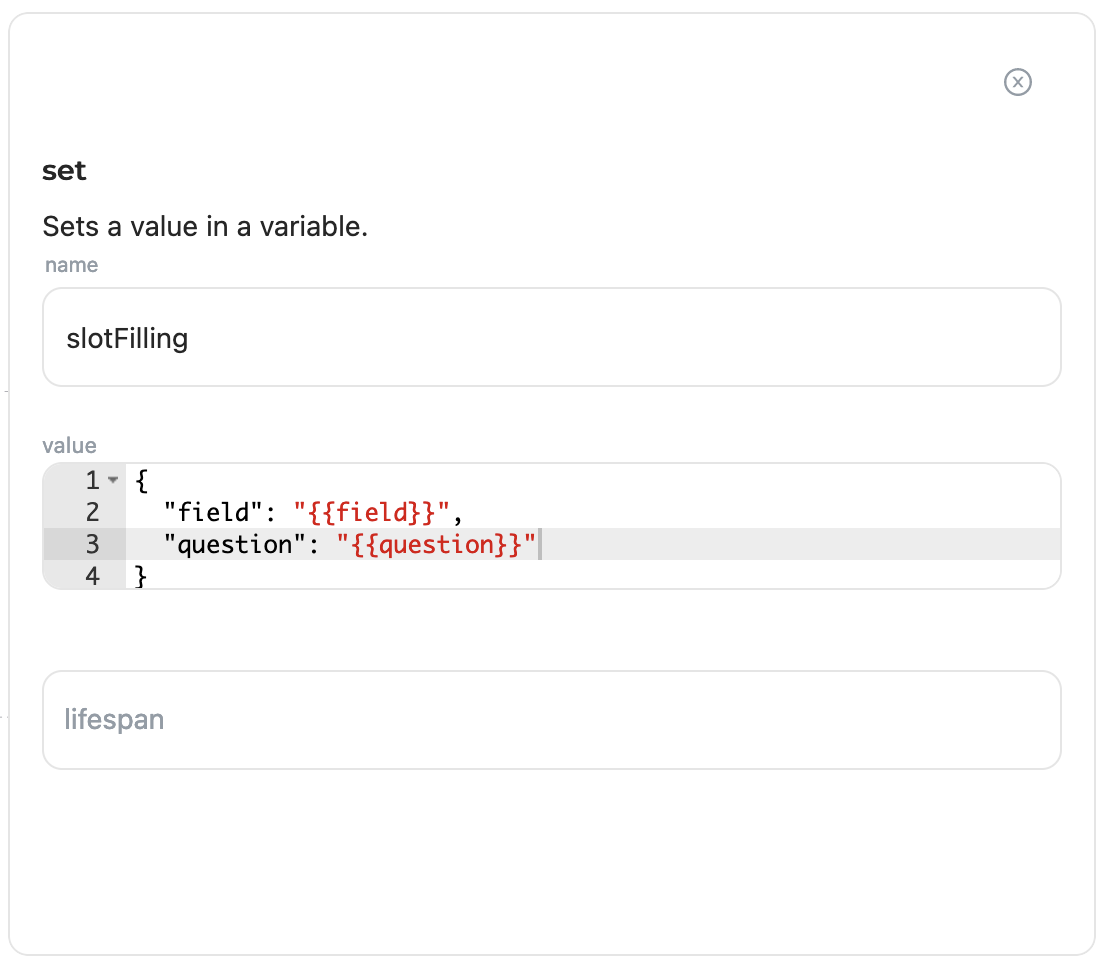 set
Sets a value in a variable.
name
slotFilling
value
1 {
2 "field": "{{field}}",
3 "question": "{{question}}"
4 }
lifespan